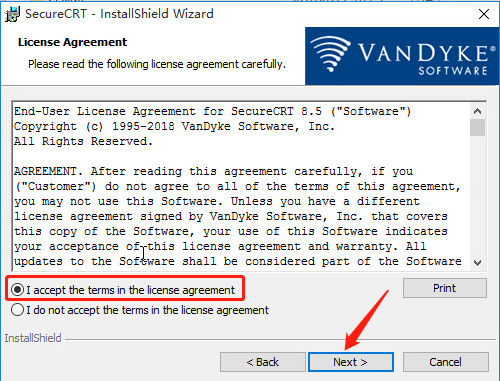 SecureCRT - InstallShield Wizard
License Agreement
Please read the following license agreement carefully.
VANDYKE
SOFTWARE
End-User License Agreement for SecureCRT 8.5 ("Software")
Copyright (c) 1995-2018 VanDyke Software, Inc.
All Rights Reserved.
AGREEMENT. After reading this agreement carefully, if you
("Customer") do not agree to all of the terms of this agreement,
you may not use this Software. Unless you have a different
license agreement signed by VanDyke Software, Inc. that covers
this copy of the Software, your use of this Software indicates
your acceptance of this license agreement and warranty. All
updates to the Software shall be considered part of the Software
I accept the terms in the license agreement
Print
I do not accept the terms in the license agreement
InstallShield
< Back
Next >
Cancel